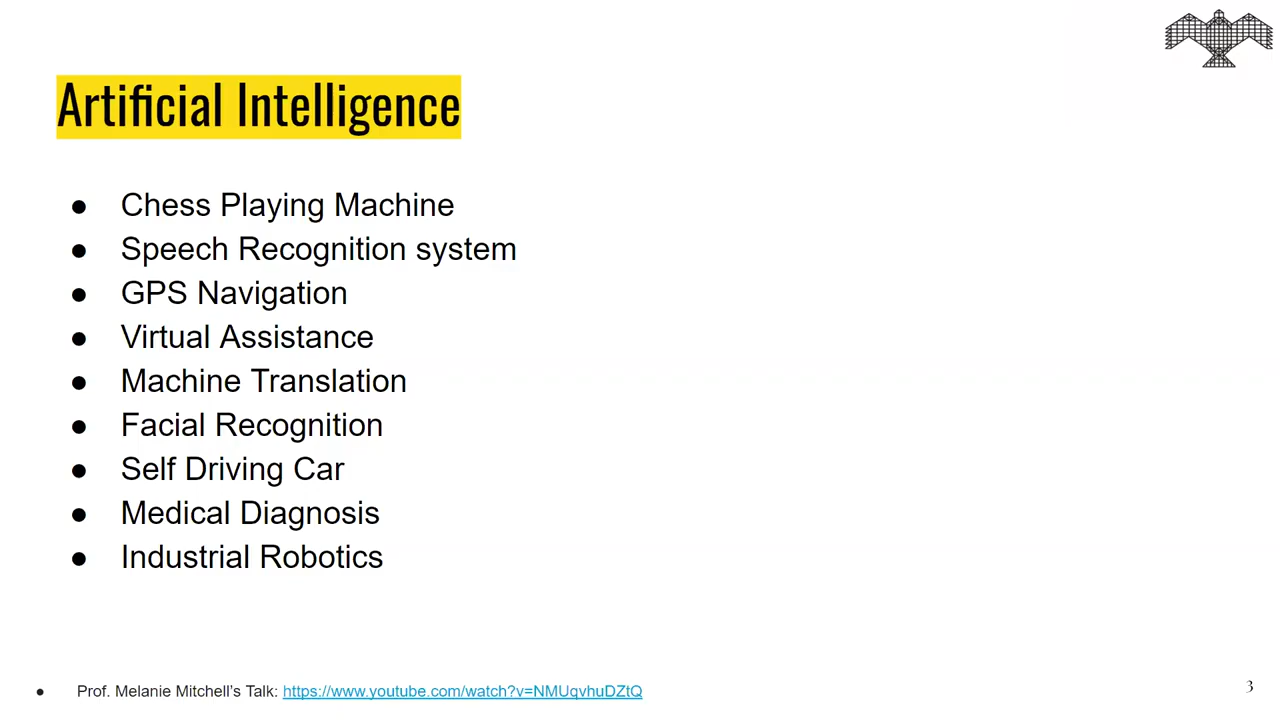 Artificial Intelligence
● Chess Playing Machine
● Speech Recognition system
● GPS Navigation
● Virtual Assistance
● Machine Translation
● Facial Recognition
● Self Driving Car
● Medical Diagnosis
● Industrial Robotics
● Prof. Melanie Mitchell's Talk: https://www.youtube.com/watch?v=NMUqvhuDZtQ
3